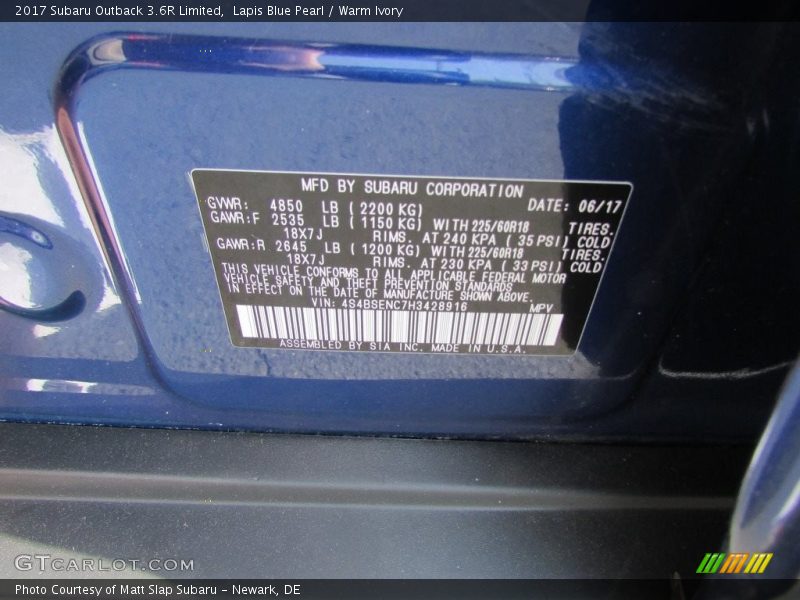 2017 Subaru Outback 3.6R Limited, Lapis Blue Pearl / Warm Ivory
MFD BY SUBARU CORPORATION
GVWR: 4850 LB (2200 KG) DATE: 06/17
GAWR:F 2535 LB (1150 KG) WITH 225/60R18 TIRES.
18X7J RIMS. AT 240 KPA (35 PSI) COLD
GAWR:R 2645 LB (1200 KG) WITH 225/60R18 TIRES.
18X7J RIMS. AT 230 KPA (33 PSI) COLD.
THIS VEHICLE CONFORMS TO ALL APPLICABLE FEDERAL MOTOR
VEHICLE SAFETY AND THEFT PREVENTION STANDARDS
IN EFFECT ON THE DATE OF MANUFACTURE SHOWN ABOVE.
VIN: 4S4BSENC7H3428916 MPV
ASSEMBLED BY SIA INC. MADE IN U.S.A.
GTCARLOT.COM
Photo Courtesy of Matt Slap Subaru - Newark, DE